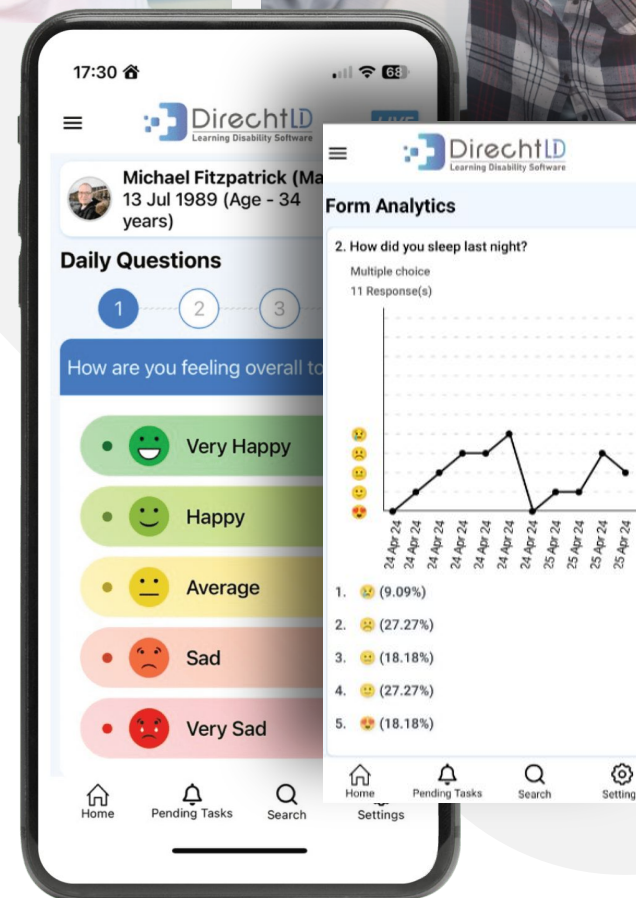 17:30
68
DirechtLD
Learning Disability Software
LIVE
Michael Fitzpatrick (Ma
13 Jul 1989 (Age - 34
years)
Daily Questions
1
2
3
How are you feeling overall to
Very Happy
Happy
Average
Sad
Very Sad
Home
Pending Tasks
Search
Settings
DirechtLD
Learning Disability Software
Form Analytics
2. How did you sleep last night?
Multiple choice
11 Response(s)
24 Apr 24
24 Apr 24
24 Apr 24
24 Apr 24
24 Apr 24
24 Apr 24
24 Apr 24
25 Apr 24
25 Apr 24
25 Apr 24
25 Apr 24
1. 😢 (9.09%)
2. ☹️ (27.27%)
3. 😐 (18.18%)
4. 🙂 (27.27%)
5. 😍 (18.18%)
Home
Pending Tasks
Search
Setting